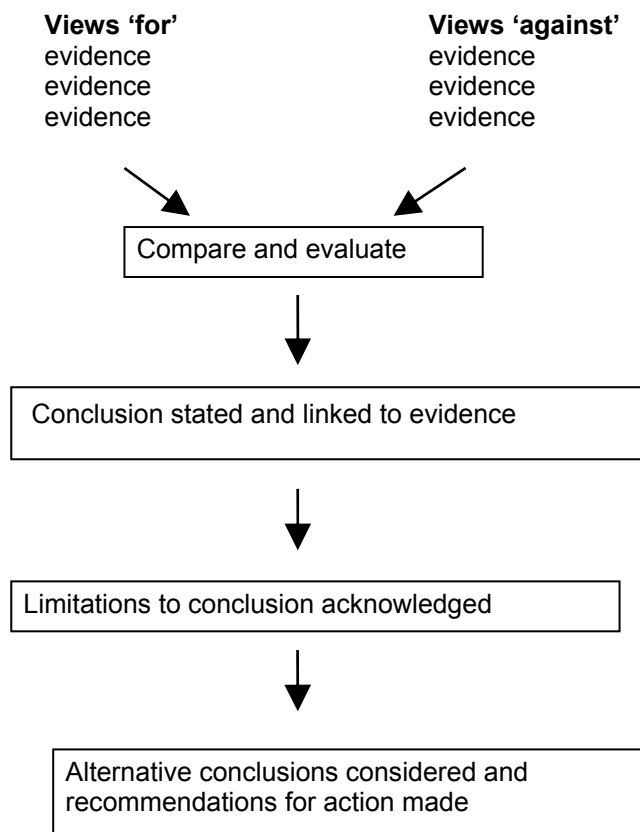 Views ‘for’
evidence
evidence
evidence
Views ‘against’
evidence
evidence
evidence
Compare and evaluate
Conclusion stated and linked to evidence
Limitations to conclusion acknowledged
Alternative conclusions considered and
recommendations for action made